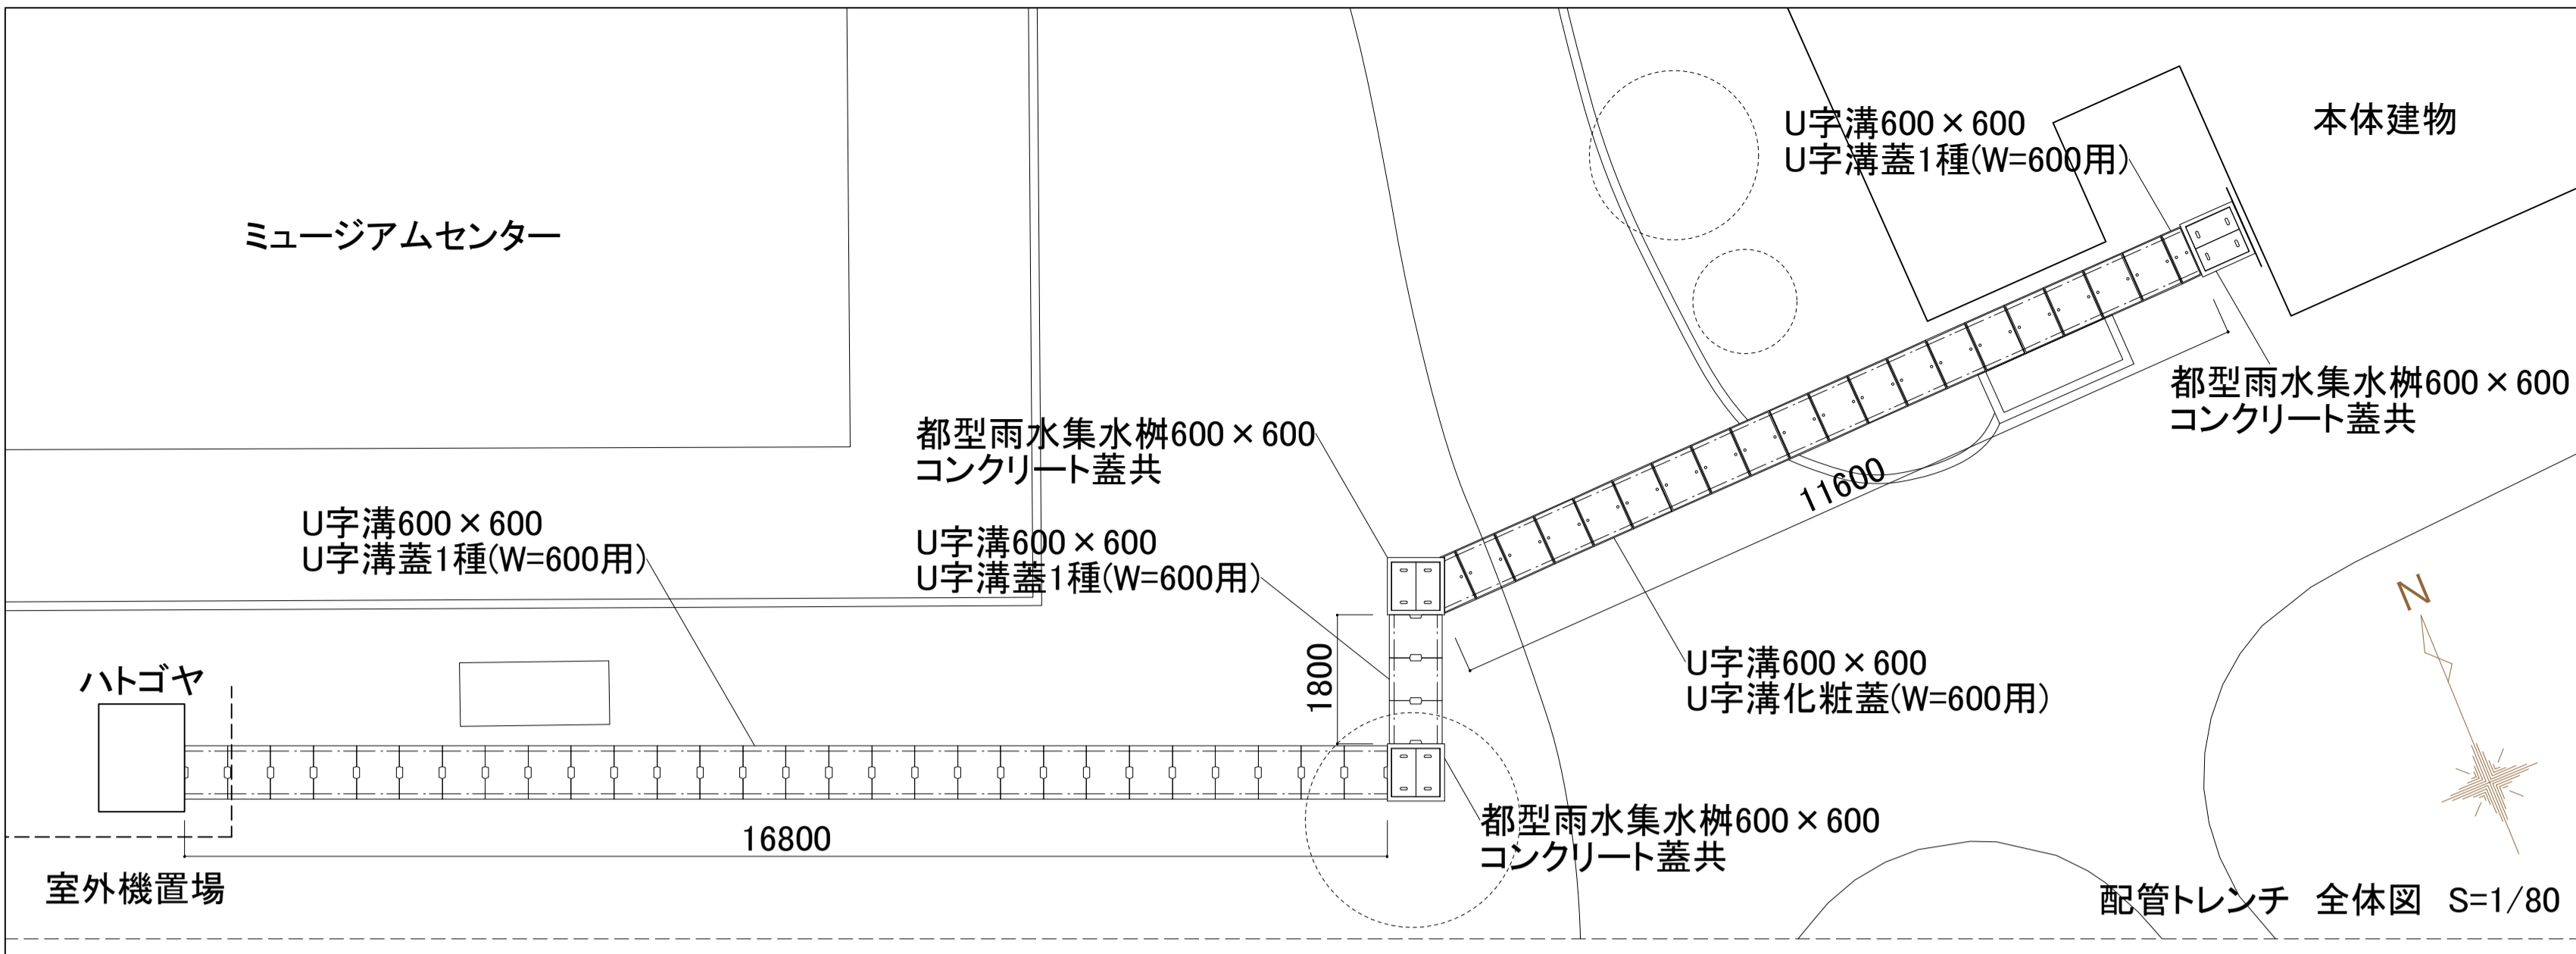 U字溝600×600
U字溝蓋1種(W=600用)
本体建物
ミュージアムセンター
都型雨水集水桝600×600
コンクリート蓋共
都型雨水集水桝600×600
コンクリート蓋共
11600
U字溝600×600
U字溝蓋1種(W=600用)
U字溝600×600
U字溝蓋1種(W=600用)
N
ハトゴヤ
1800
U字溝600×600
U字溝化粧蓋(W=600用)
16800
都型雨水集水桝600×600
コンクリート蓋共
室外機置場
配管トレンチ 全体図 S=1/80